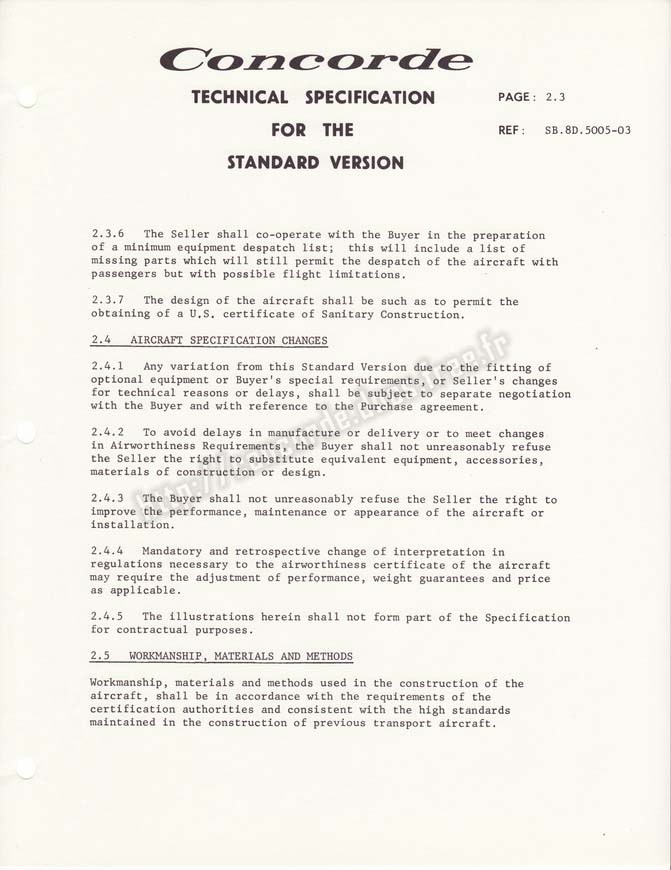 Concorde
TECHNICAL SPECIFICATION
PAGE: 2.3
FOR THE
REF: SB.8D.5005-03
STANDARD VERSION
2.3.6 The Seller shall co-operate with the Buyer in the preparation
of a minimum equipment despatch list; this will include a list of
missing parts which will still permit the despatch of the aircraft with
passengers but with possible flight limitations.
2.3.7 The design of the aircraft shall be such as to permit the
obtaining of a U.S. certificate of Sanitary Construction.
2.4 AIRCRAFT SPECIFICATION CHANGES
2.4.1 Any variation from this Standard Version due to the fitting of
optional equipment or Buyer's special requirements, or Seller's changes
for technical reasons or delays, shall be subject to separate negotiation
with the Buyer and with reference to the Purchase agreement.
2.4.2 To avoid delays in manufacture or delivery or to meet changes
in Airworthiness Requirements, the Buyer shall not unreasonably refuse
the Seller the right to substitute equivalent equipment, accessories,
materials of construction or design.
2.4.3 The Buyer shall not unreasonably refuse the Seller the right to
improve the performance, maintenance or appearance of the aircraft or
installation.
2.4.4 Mandatory and retrospective change of interpretation in
regulations necessary to the airworthiness certificate of the aircraft
may require the adjustment of performance, weight guarantees and price
as applicable.
2.4.5 The illustrations herein shall not form part of the Specification
for contractual purposes.
2.5 WORKMANSHIP, MATERIALS AND METHODS
Workmanship, materials and methods used in the construction of the
aircraft, shall be in accordance with the requirements of the
certification authorities and consistent with the high standards
maintained in the construction of previous transport aircraft.